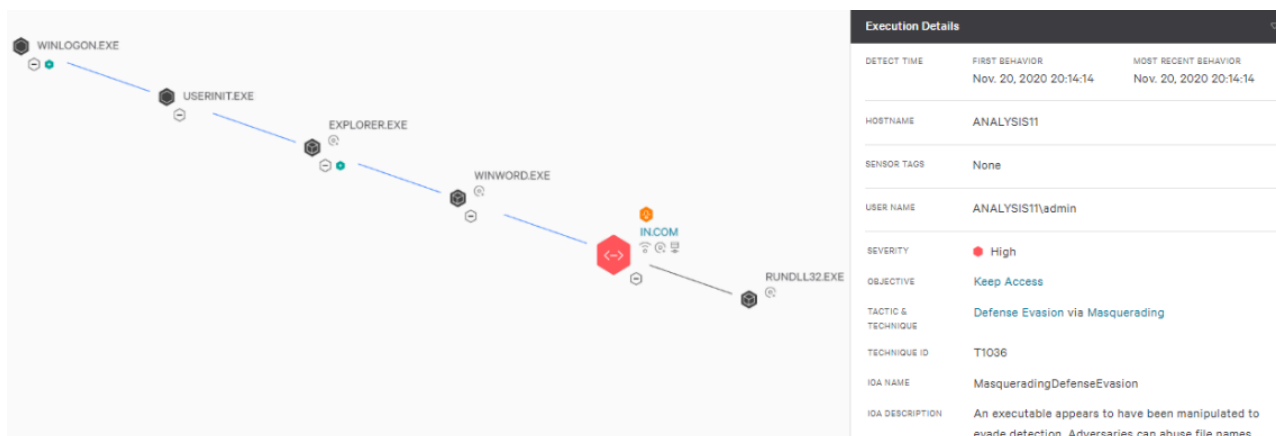 WINLOGON.EXE
USERINIT.EXE
EXPLORER.EXE
WINWORD.EXE
IN.COM
RUNDLL32.EXE
Execution Details
DETECT TIME
FIRST BEHAVIOR
MOST RECENT BEHAVIOR
Nov. 20, 2020 20:14:14
Nov. 20, 2020 20:14:14
HOSTNAME
ANALYSIS11
SENSOR TAGS
None
USER NAME
ANALYSIS11\admin
SEVERITY
High
OBJECTIVE
Keep Access
TACTIC &
TECHNIQUE
Defense Evasion via Masquerading
TECHNIQUE ID
T1036
IOA NAME
MasqueradingDefenseEvasion
IOA DESCRIPTION
An executable appears to have been manipulated to
evade detection. Adversaries can abuse file names